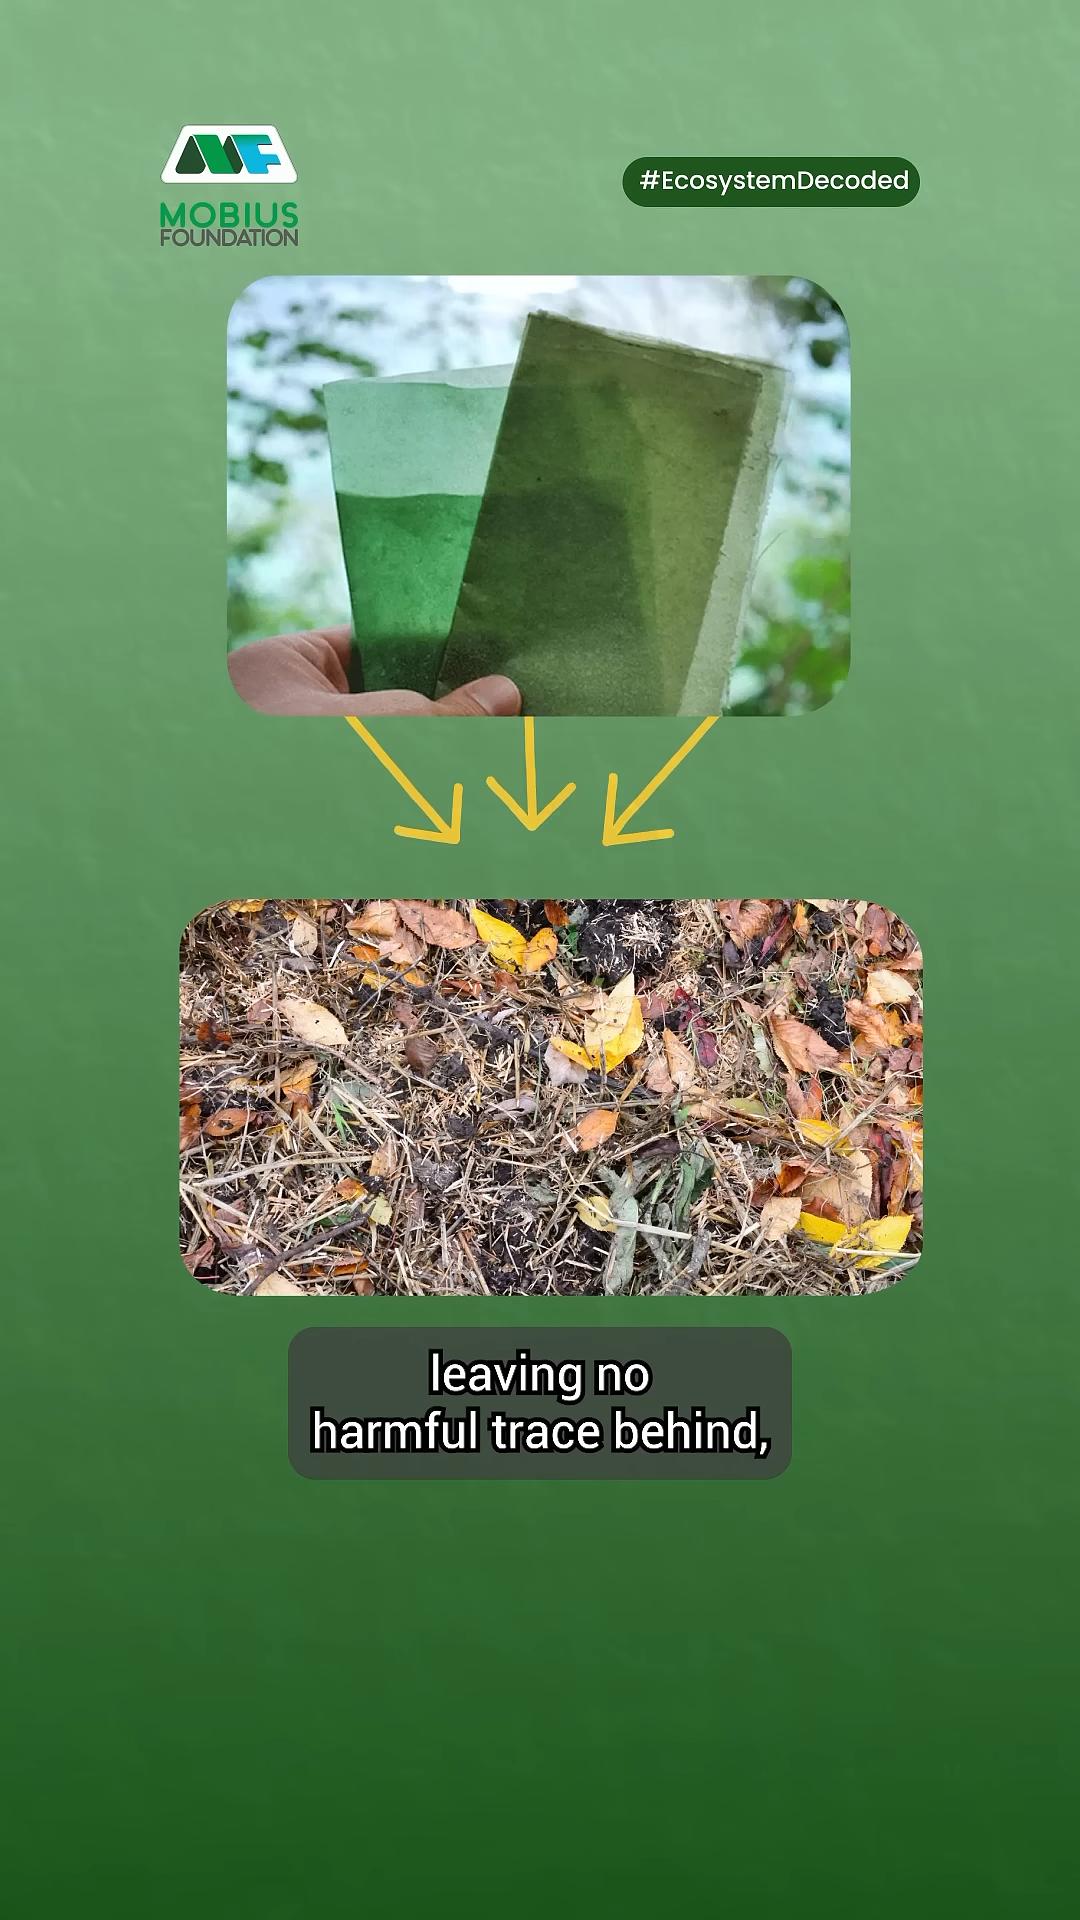 MOBIUS
FOUNDATION
#EcosystemDecoded
leaving no
harmful trace behind,